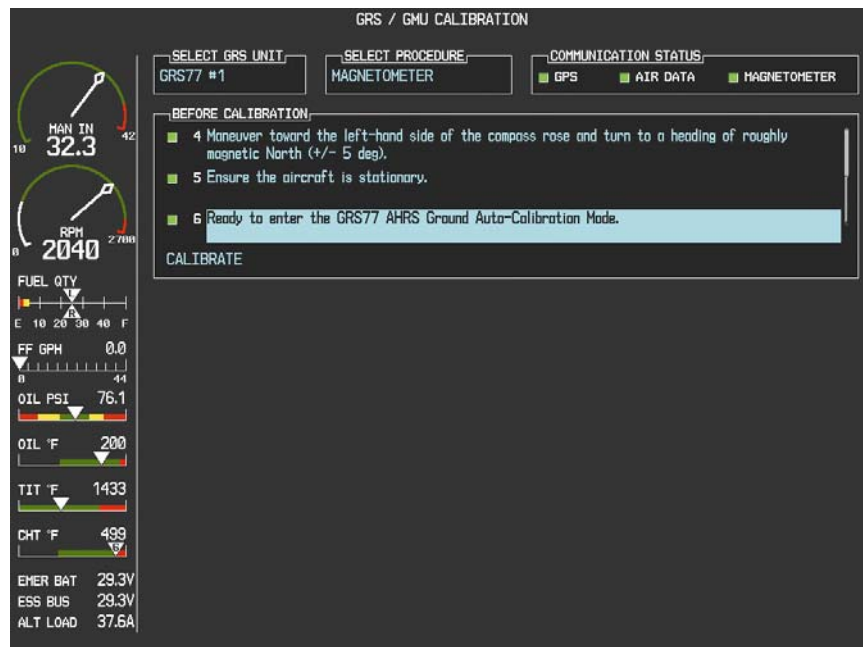 GRS / GMU CALIBRATION
SELECT GRS UNIT
GRS77 #1
SELECT PROCEDURE
MAGNETOMETER
COMMUNICATION STATUS
GPS
AIR DATA
MAGNETOMETER
BEFORE CALIBRATION
4 Maneuver toward the left-hand side of the compass rose and turn to a heading of roughly
magnetic North (+/- 5 deg).
5 Ensure the aircraft is stationary.
6 Ready to enter the GRS77 AHRS Ground Auto-Calibration Mode.
CALIBRATE
MAN IN
10 32.3 42
RPM
0 2040 2700
FUEL QTY
L
R
E 10 20 30 40 F
FF GPH 0.0
0 44
OIL PSI 76.1
OIL °F 200
TIT °F 1433
CHT °F 499
6
EMER BAT 29.3V
ESS BUS 29.3V
ALT LOAD 37.6A